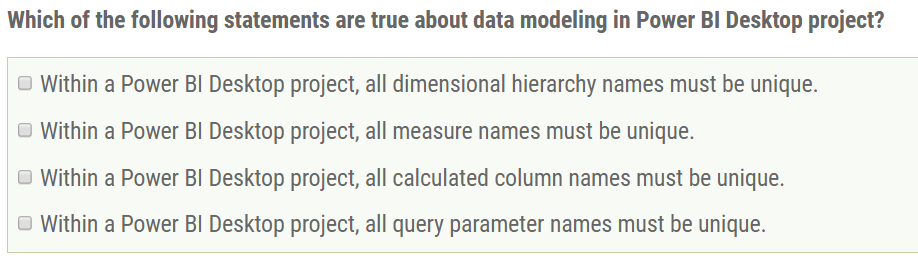 Which of the following statements are true about data modeling in Power BI Desktop project?
Within a Power BI Desktop project, all dimensional hierarchy names must be unique.
Within a Power BI Desktop project, all measure names must be unique.
Within a Power BI Desktop project, all calculated column names must be unique.
Within a Power BI Desktop project, all query parameter names must be unique.